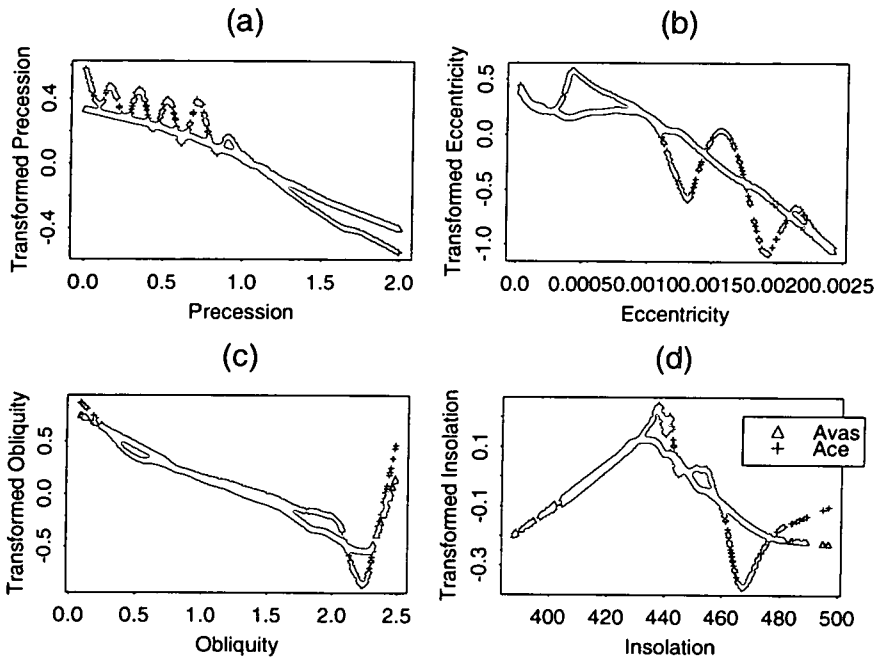 (a)
Transformed Precession
0.4
0.0
-0.4
0.0 0.5 1.0 1.5 2.0
Precession
(b)
Transformed Eccentricity
0.5
0.0
-0.5
-1.0
0.0 0.00050.00100.00150.00200.0025
Eccentricity
(c)
Transformed Obliquity
0.5
0.0
-0.5
0.0 0.5 1.0 1.5 2.0 2.5
Obliquity
(d)
Transformed Insolation
0.1
-0.1
-0.3
400 420 440 460 480 500
Insolation
Avas
Ace